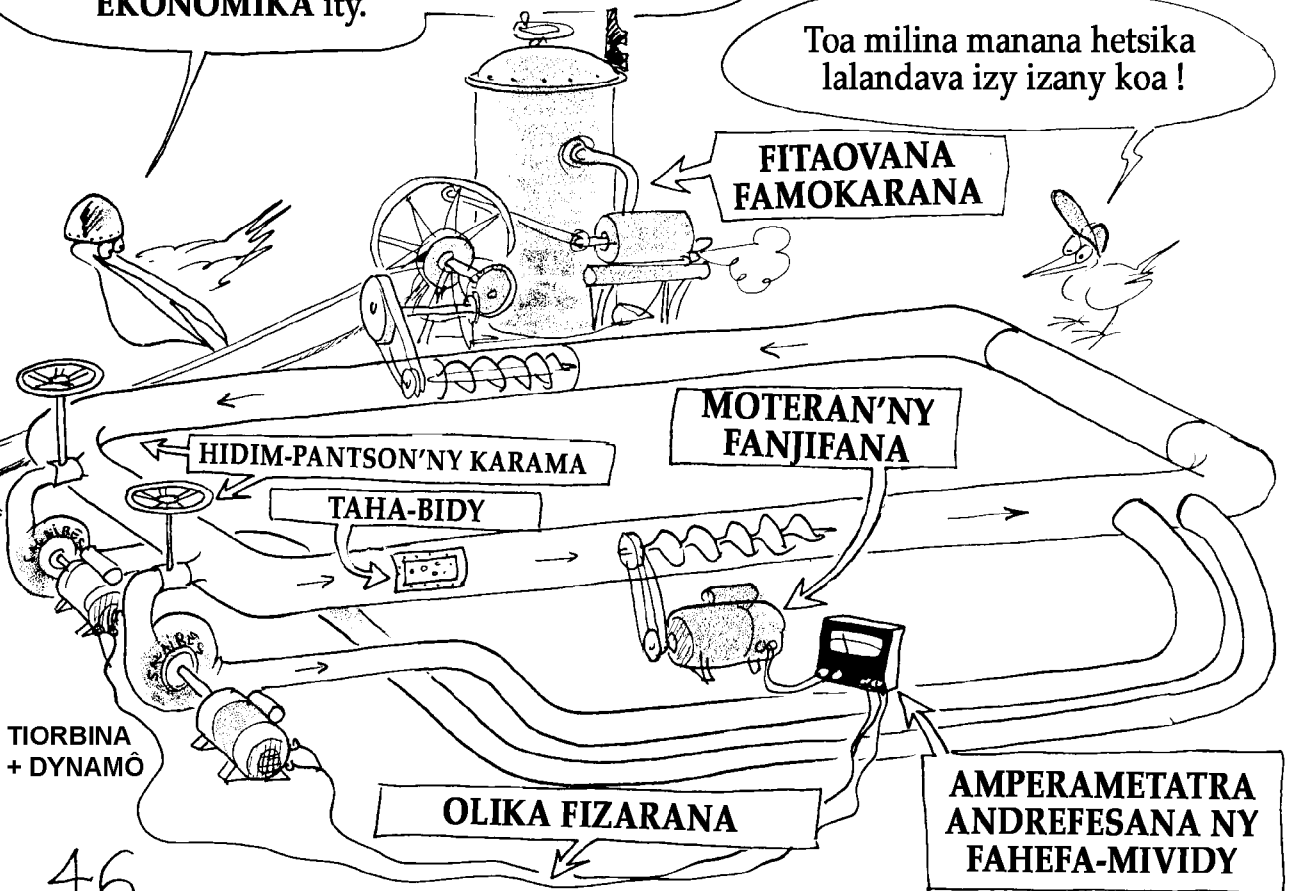 EKONOMIKA ity.
Toa milina manana hetsika
lalandava izy izany koa !
FITAOVANA
FAMOKARANA
MOTERAN'NY
FANJIFANA
HIDIM-PANTSON'NY KARAMA
TAHA-BIDY
TIORBINA
+ DYNAMÔ
OLIKA FIZARANA
AMPERAMETATRA
ANDREFESANA NY
FAHEFA-MIVIDY
46